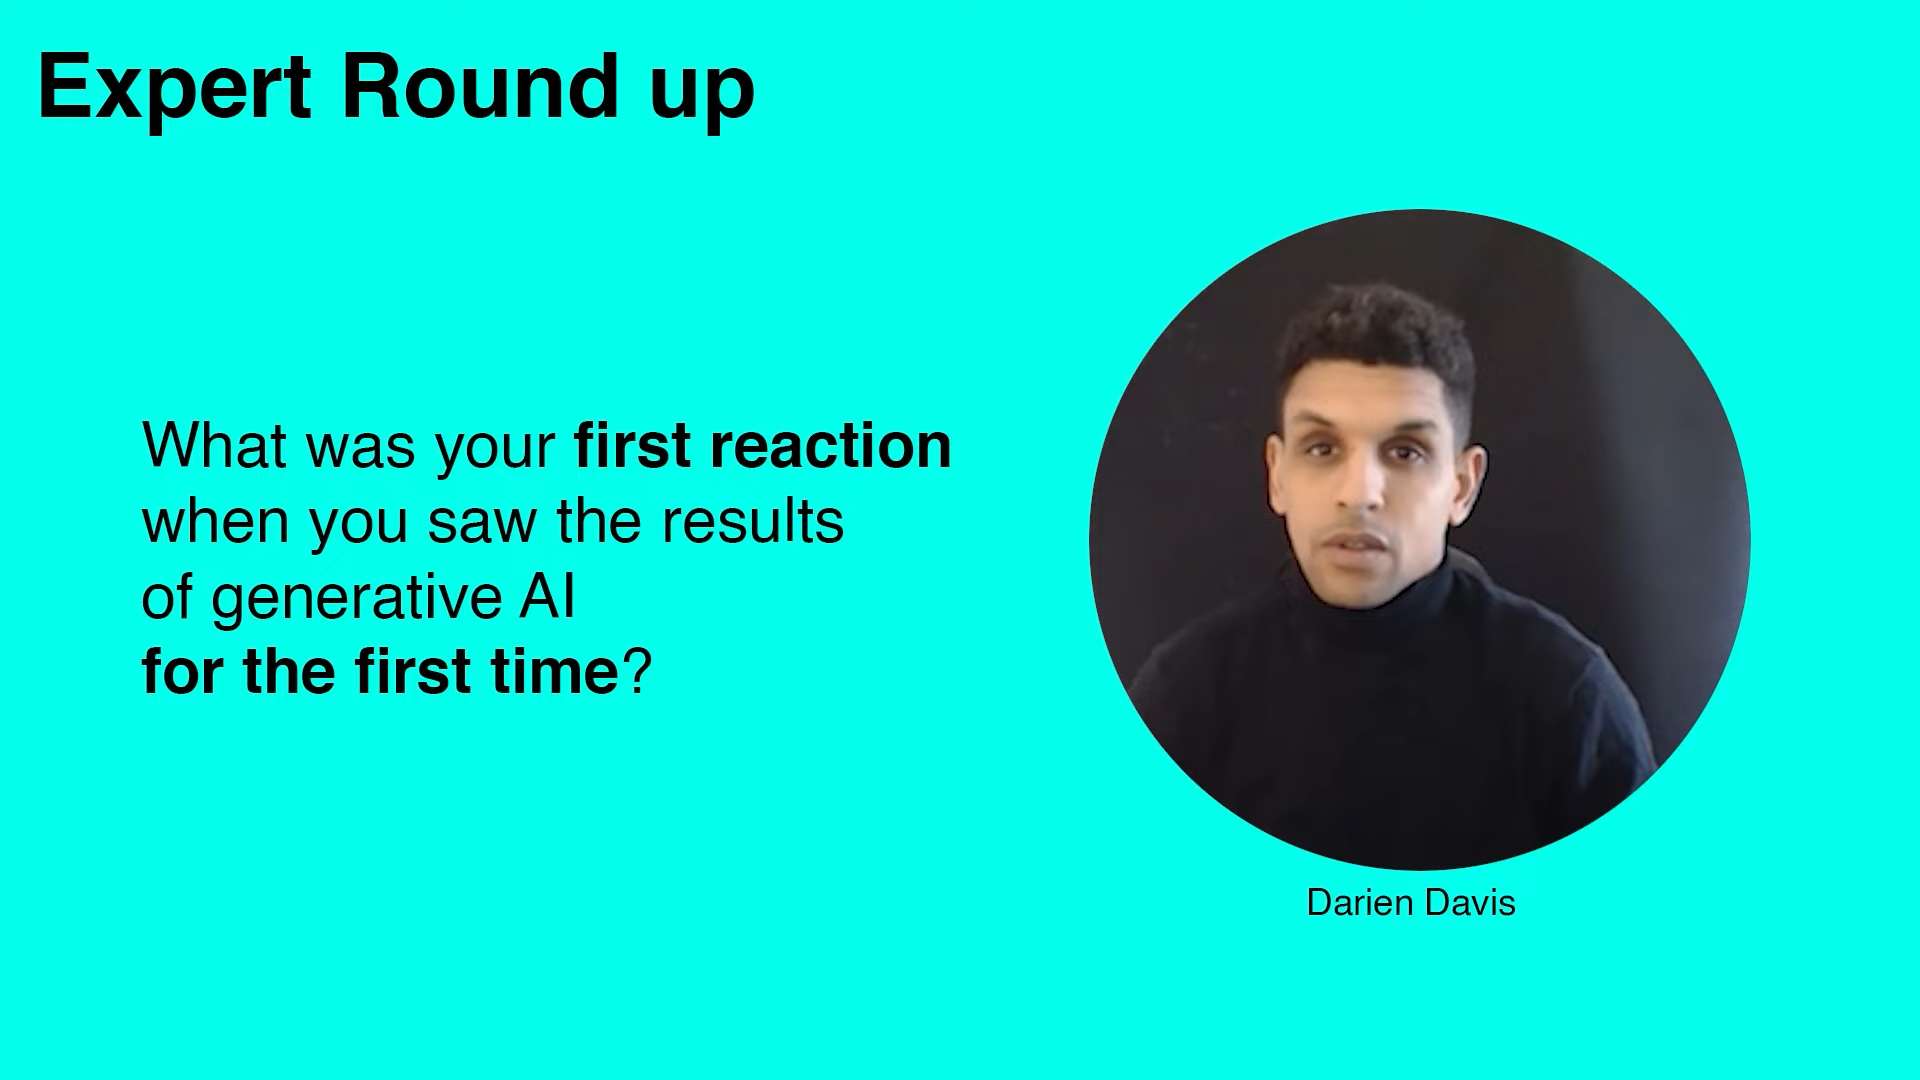 Expert Round up
What was your first reaction
when you saw the results
of generative AI
for the first time?
Darien Davis